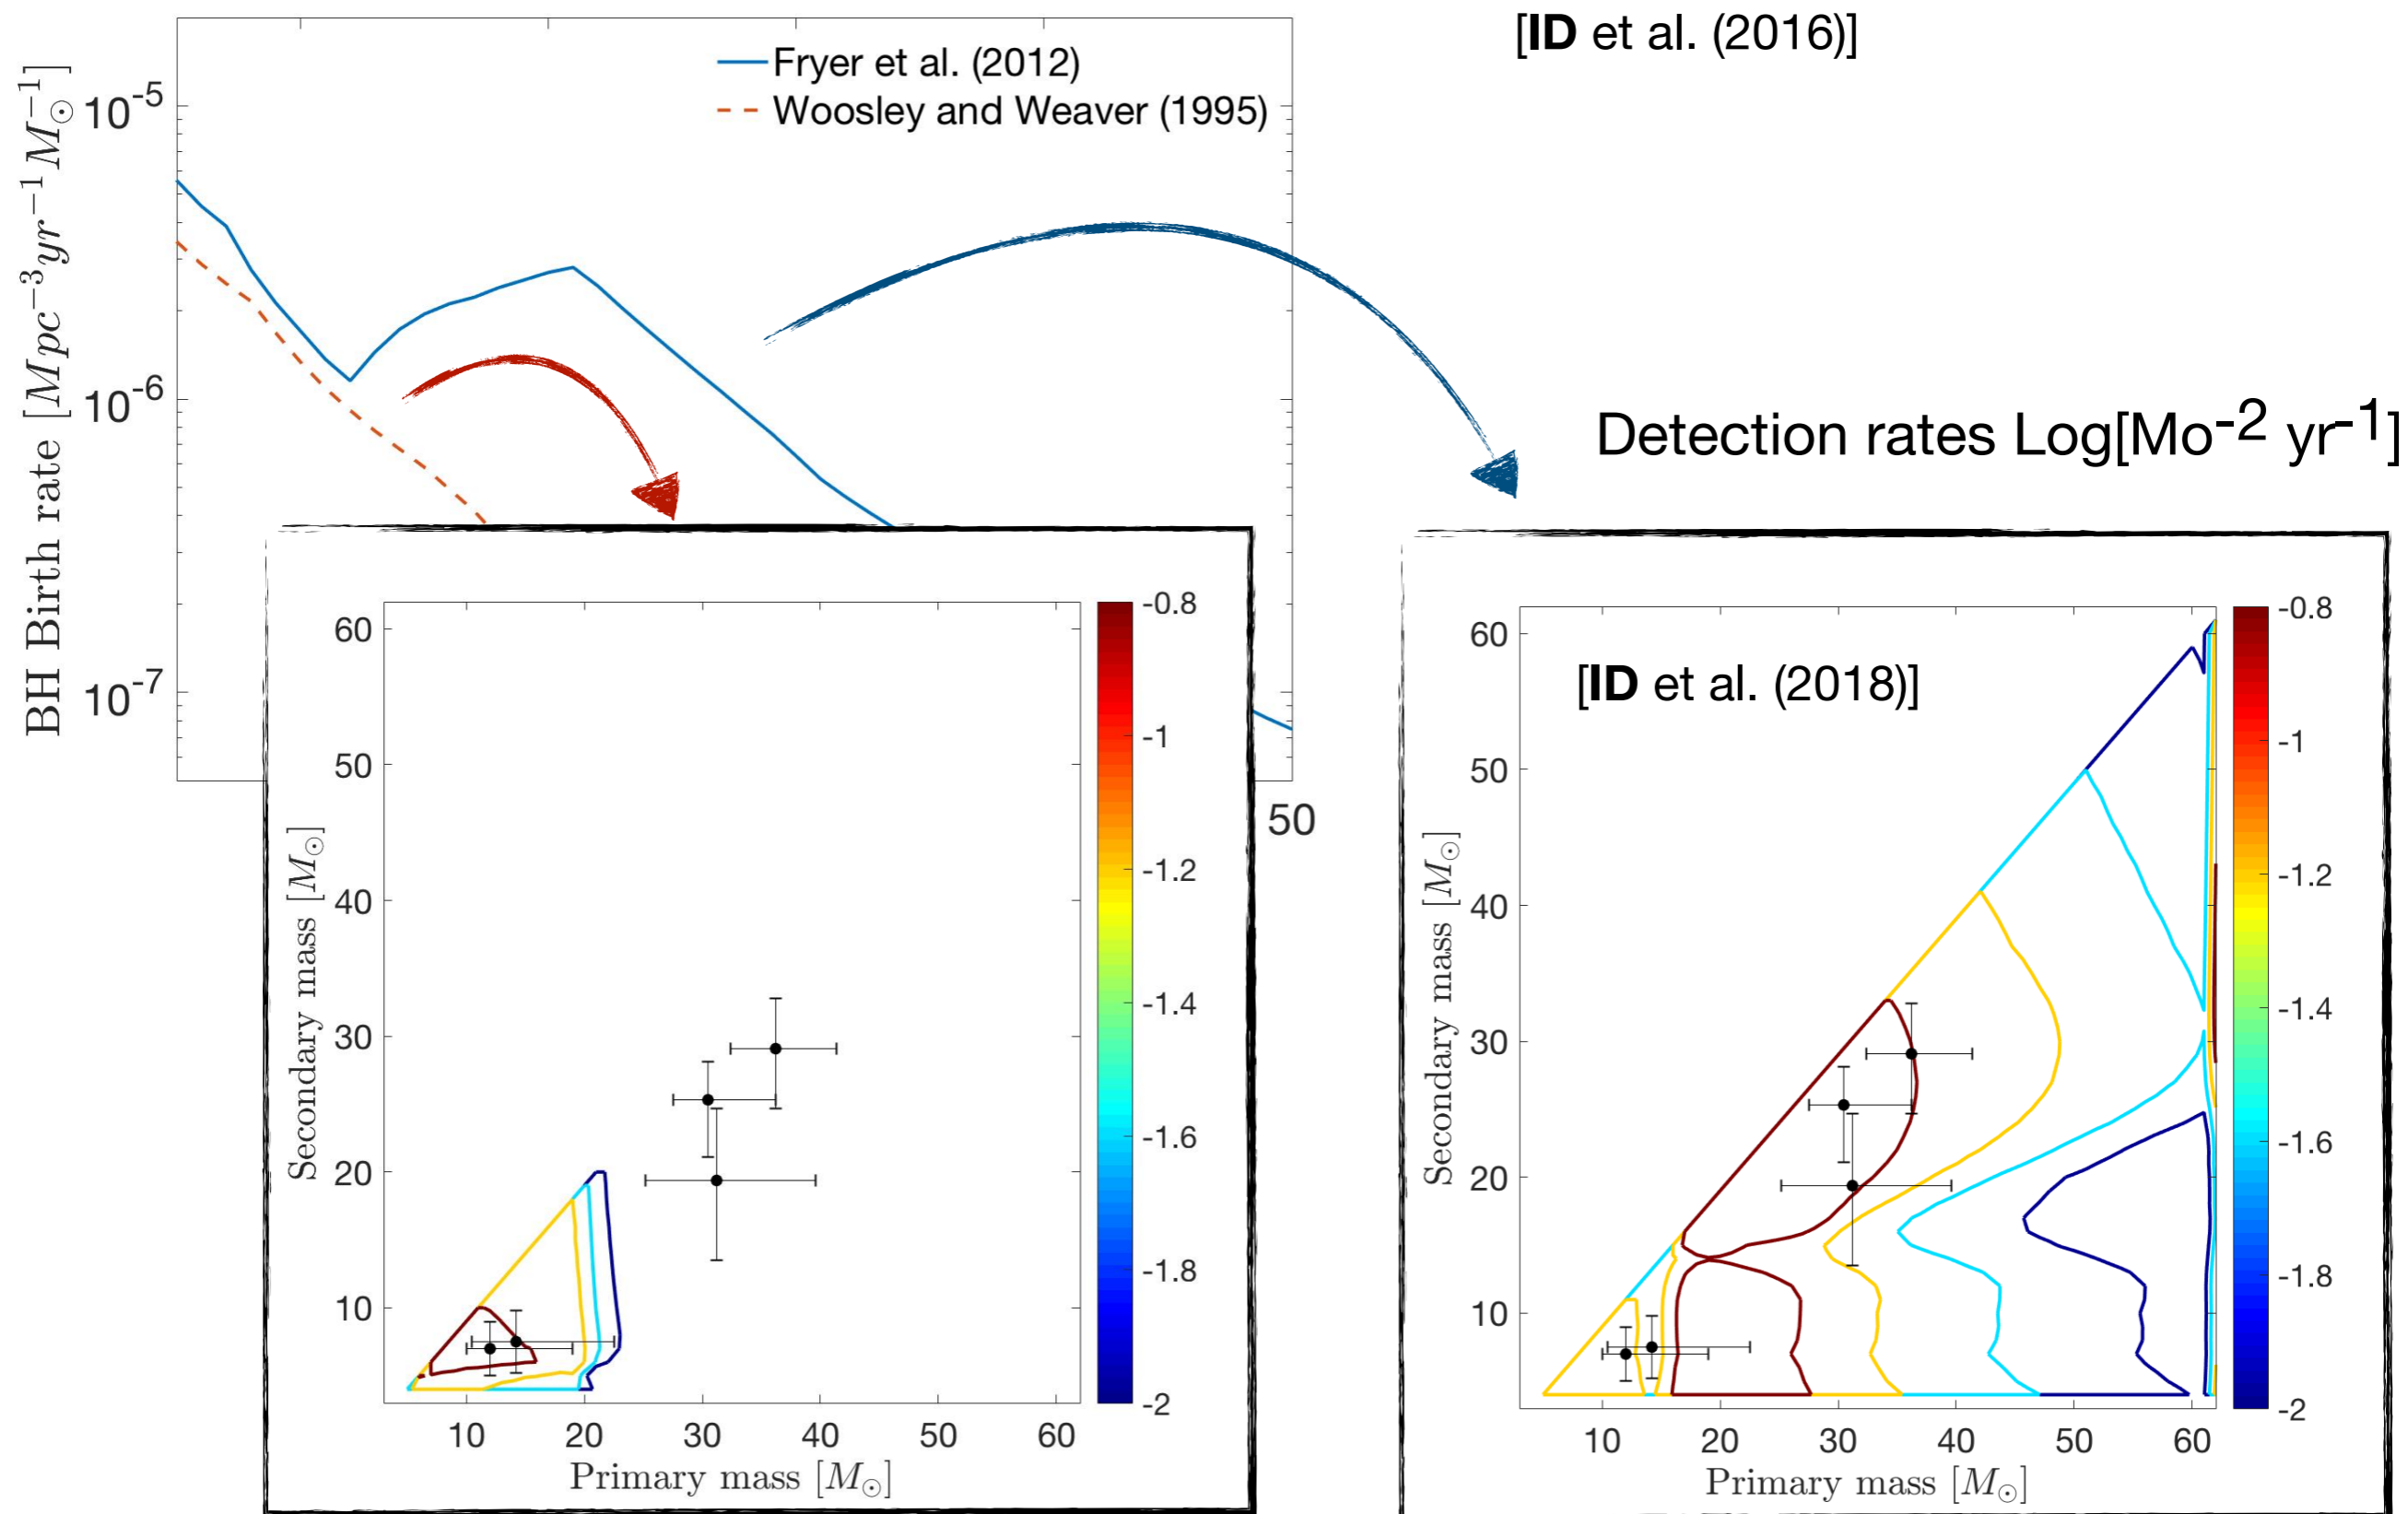 [ID et al. (2016)]
Fryer et al. (2012)
Woosley and Weaver (1995)
BH Birth rate [Mpc⁻³yr⁻¹M⊙⁻¹]
10⁻⁵
10⁻⁶
10⁻⁷
50
Detection rates Log[Mo⁻² yr⁻¹]
Secondary mass [M⊙]
60
50
40
30
20
10
10 20 30 40 50 60
Primary mass [M⊙]
-0.8
-1
-1.2
-1.4
-1.6
-1.8
-2
[ID et al. (2018)]
Secondary mass [M⊙]
60
50
40
30
20
10
10 20 30 40 50 60
Primary mass [M⊙]
-0.8
-1
-1.2
-1.4
-1.6
-1.8
-2